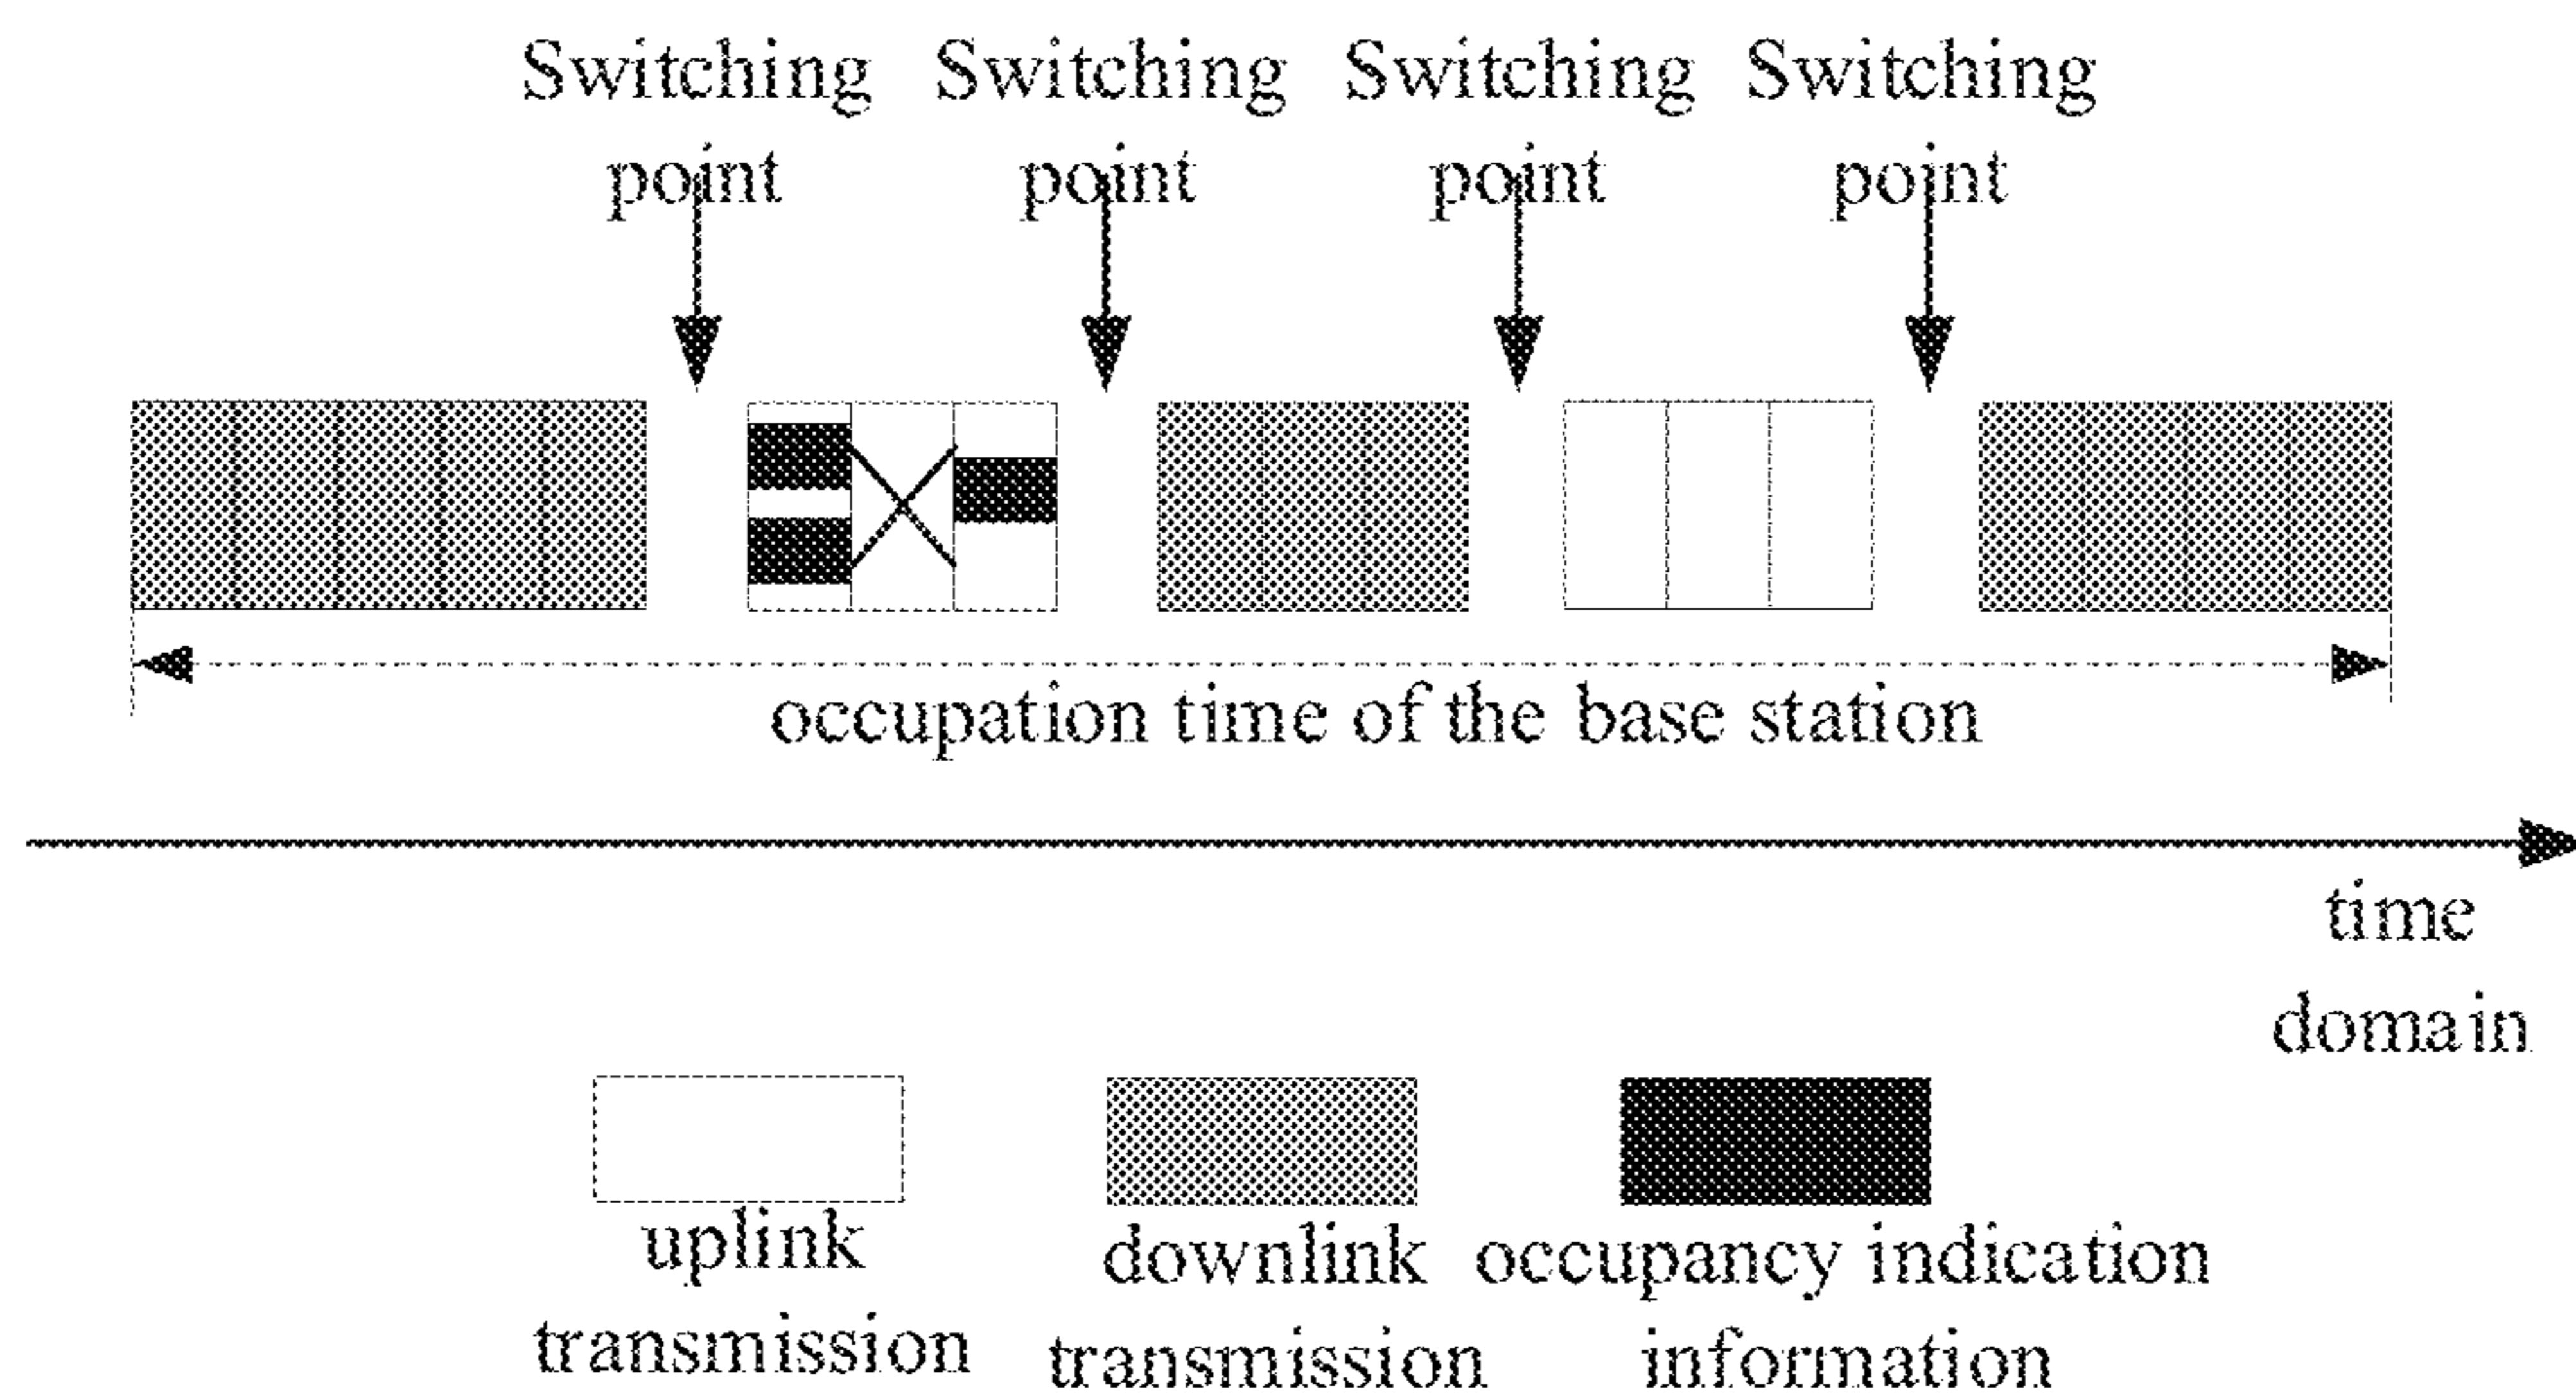 Switching Switching Switching Switching
point point point point
occupation time of the base station
time
domain
uplink downlink occupancy indication
transmission transmission information